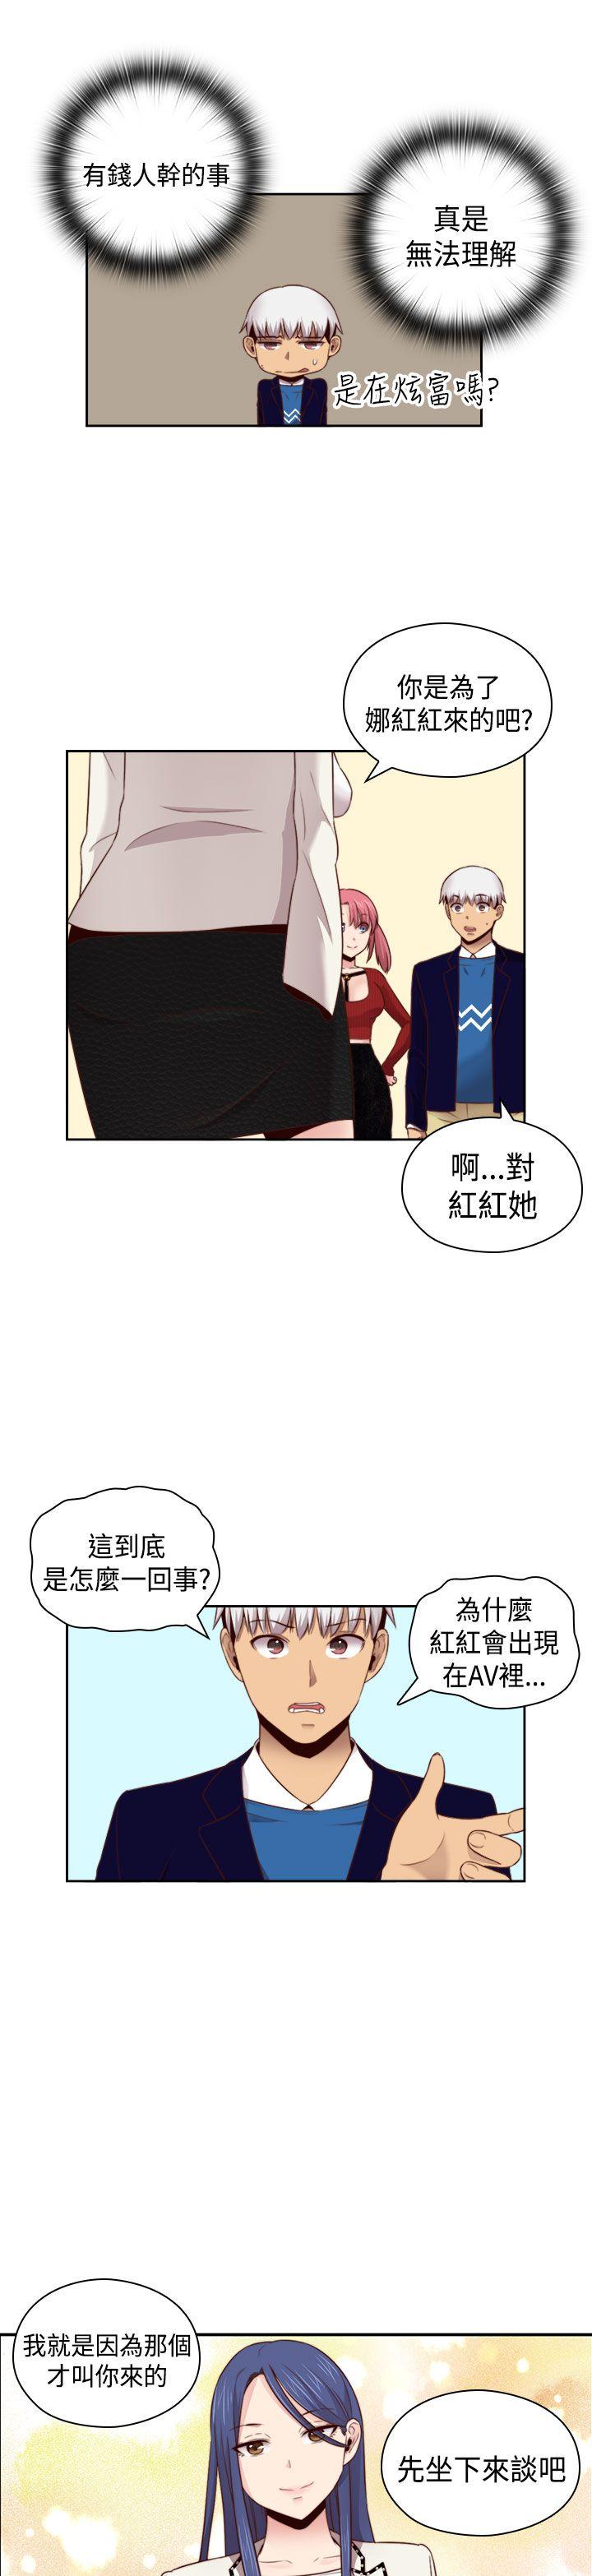 有錢人幹的事
真是
無法理解
是在炫富嗎?
你是為了
娜紅紅來的吧?
啊...對
紅紅她
這到底
是怎麼一回事?
為什麼
紅紅會出現
在AV裡...
我就是因為那個
才叫你來的
先坐下來談吧